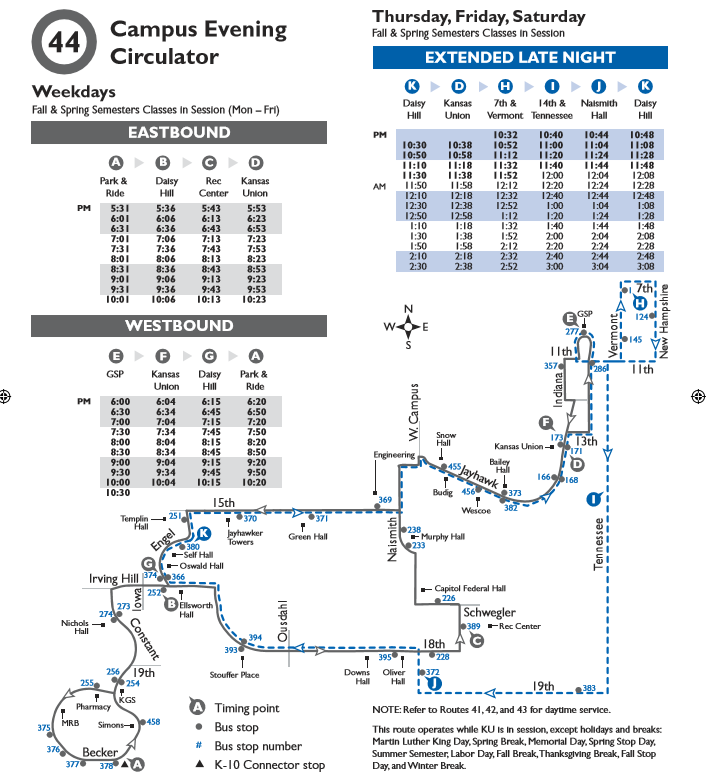 44
Campus Evening
Circulator
Weekdays
Fall & Spring Semesters Classes in Session (Mon – Fri)
EASTBOUND
A B C D
Park & Ride Daisy Hill Rec Center Kansas Union
PM 5:31 5:36 5:43 5:53
6:01 6:06 6:13 6:23
6:31 6:36 6:43 6:53
7:01 7:06 7:13 7:23
7:31 7:36 7:43 7:53
8:01 8:06 8:13 8:23
8:31 8:36 8:43 8:53
9:01 9:06 9:13 9:23
9:31 9:36 9:43 9:53
10:01 10:06 10:13 10:23
WESTBOUND
E F G A
GSP Kansas Union Daisy Hill Park & Ride
PM 6:00 6:04 6:15 6:20
6:30 6:34 6:45 6:50
7:00 7:04 7:15 7:20
7:30 7:34 7:45 7:50
8:00 8:04 8:15 8:20
8:30 8:34 8:45 8:50
9:00 9:04 9:15 9:20
9:30 9:34 9:45 9:50
10:00 10:04 10:15 10:20
10:30
Thursday, Friday, Saturday
Fall & Spring Semesters Classes in Session
EXTENDED LATE NIGHT
K D H I J K
Daisy Hill Kansas Union 7th & Vermont 14th & Tennessee Naismith Hall Daisy Hill
PM 10:32 10:40 10:44 10:48
10:30 10:38 10:52 11:00 11:04 11:08
10:50 10:58 11:12 11:20 11:24 11:28
11:10 11:18 11:32 11:40 11:44 11:48
11:30 11:38 11:52 12:00 12:04 12:08
AM 11:50 11:58 12:12 12:20 12:24 12:28
12:10 12:18 12:32 12:40 12:44 12:48
12:30 12:38 12:52 1:00 1:04 1:08
12:50 12:58 1:12 1:20 1:24 1:28
1:10 1:18 1:32 1:40 1:44 1:48
1:30 1:38 1:52 2:00 2:04 2:08
1:50 1:58 2:12 2:20 2:24 2:28
2:10 2:18 2:32 2:40 2:44 2:48
2:30 2:38 2:52 3:00 3:04 3:08
N
W E
S
7th
H
124
145
Vermont
New Hampshire
11th
E
GSP
277
11th
357
286
Indiana
F
173
13th
Kansas Union
171
D
166
168
W. Campus
Snow
Hall
Engineering
455
Jayhawk
Bailey
Hall
Budig
456
373
Wescoe
382
I
Tennessee
369
15th
Templin
Hall
251
370
371
Jayhawker
Towers
Green Hall
K
380
Engel
Self Hall
Oswald Hall
G
374
366
Naismith
238
Murphy Hall
233
Irving Hill
252
B
Ellsworth
Hall
Iowa
273
274
Nichols
Hall
Constant
Capitol Federal Hall
226
Schwegler
389
Rec Center
C
Ousdahl
394
393
Stouffer Place
18th
395
228
Downs
Hall
Oliver
Hall
372
J
19th
383
19th
256
255
254
KGS
Pharmacy
MRB
Simons
458
375
376
Becker
377
378
A
A Timing point
Bus stop
# Bus stop number
K-10 Connector stop
NOTE: Refer to Routes 41, 42, and 43 for daytime service.
This route operates while KU is in session, except holidays and breaks:
Martin Luther King Day, Spring Break, Memorial Day, Spring Stop Day,
Summer Semester, Labor Day, Fall Break, Thanksgiving Break, Fall Stop
Day, and Winter Break.